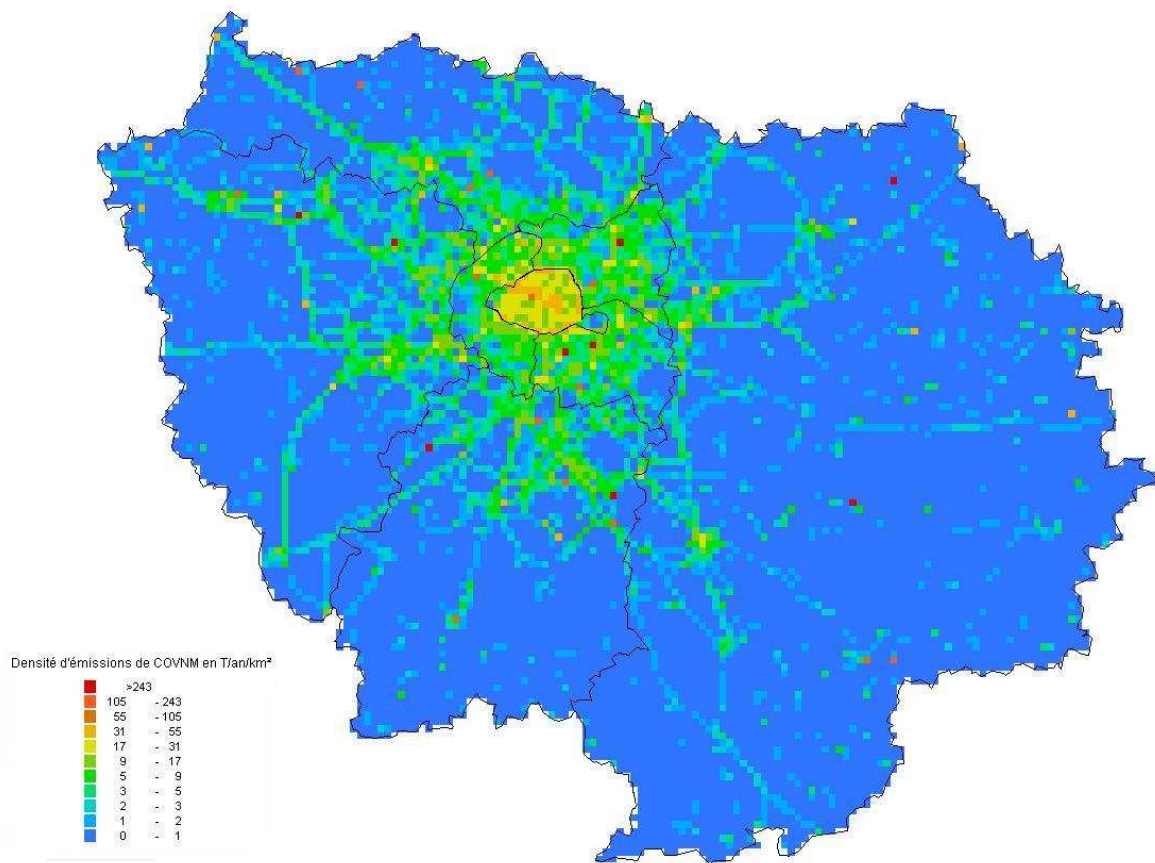 Densité d'émissions de COVNM en T/an/km²
>243
105 - 243
55 - 105
31 - 55
17 - 31
9 - 17
5 - 9
3 - 5
2 - 3
1 - 2
0 - 1